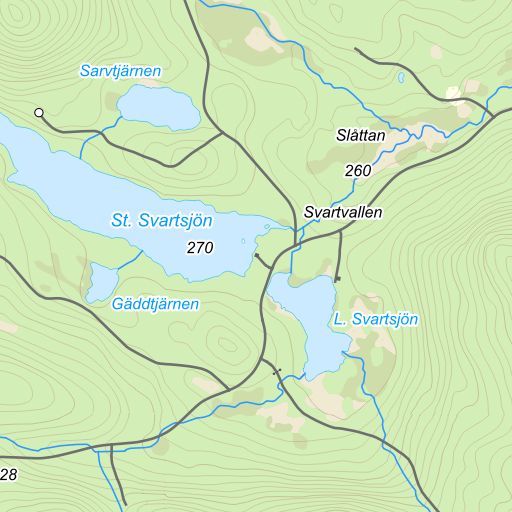 Sarvtjärnen
Slåttan
260
Svartvallen
St. Svartsjön
270
Gäddtjärnen
L. Svartsjön
28